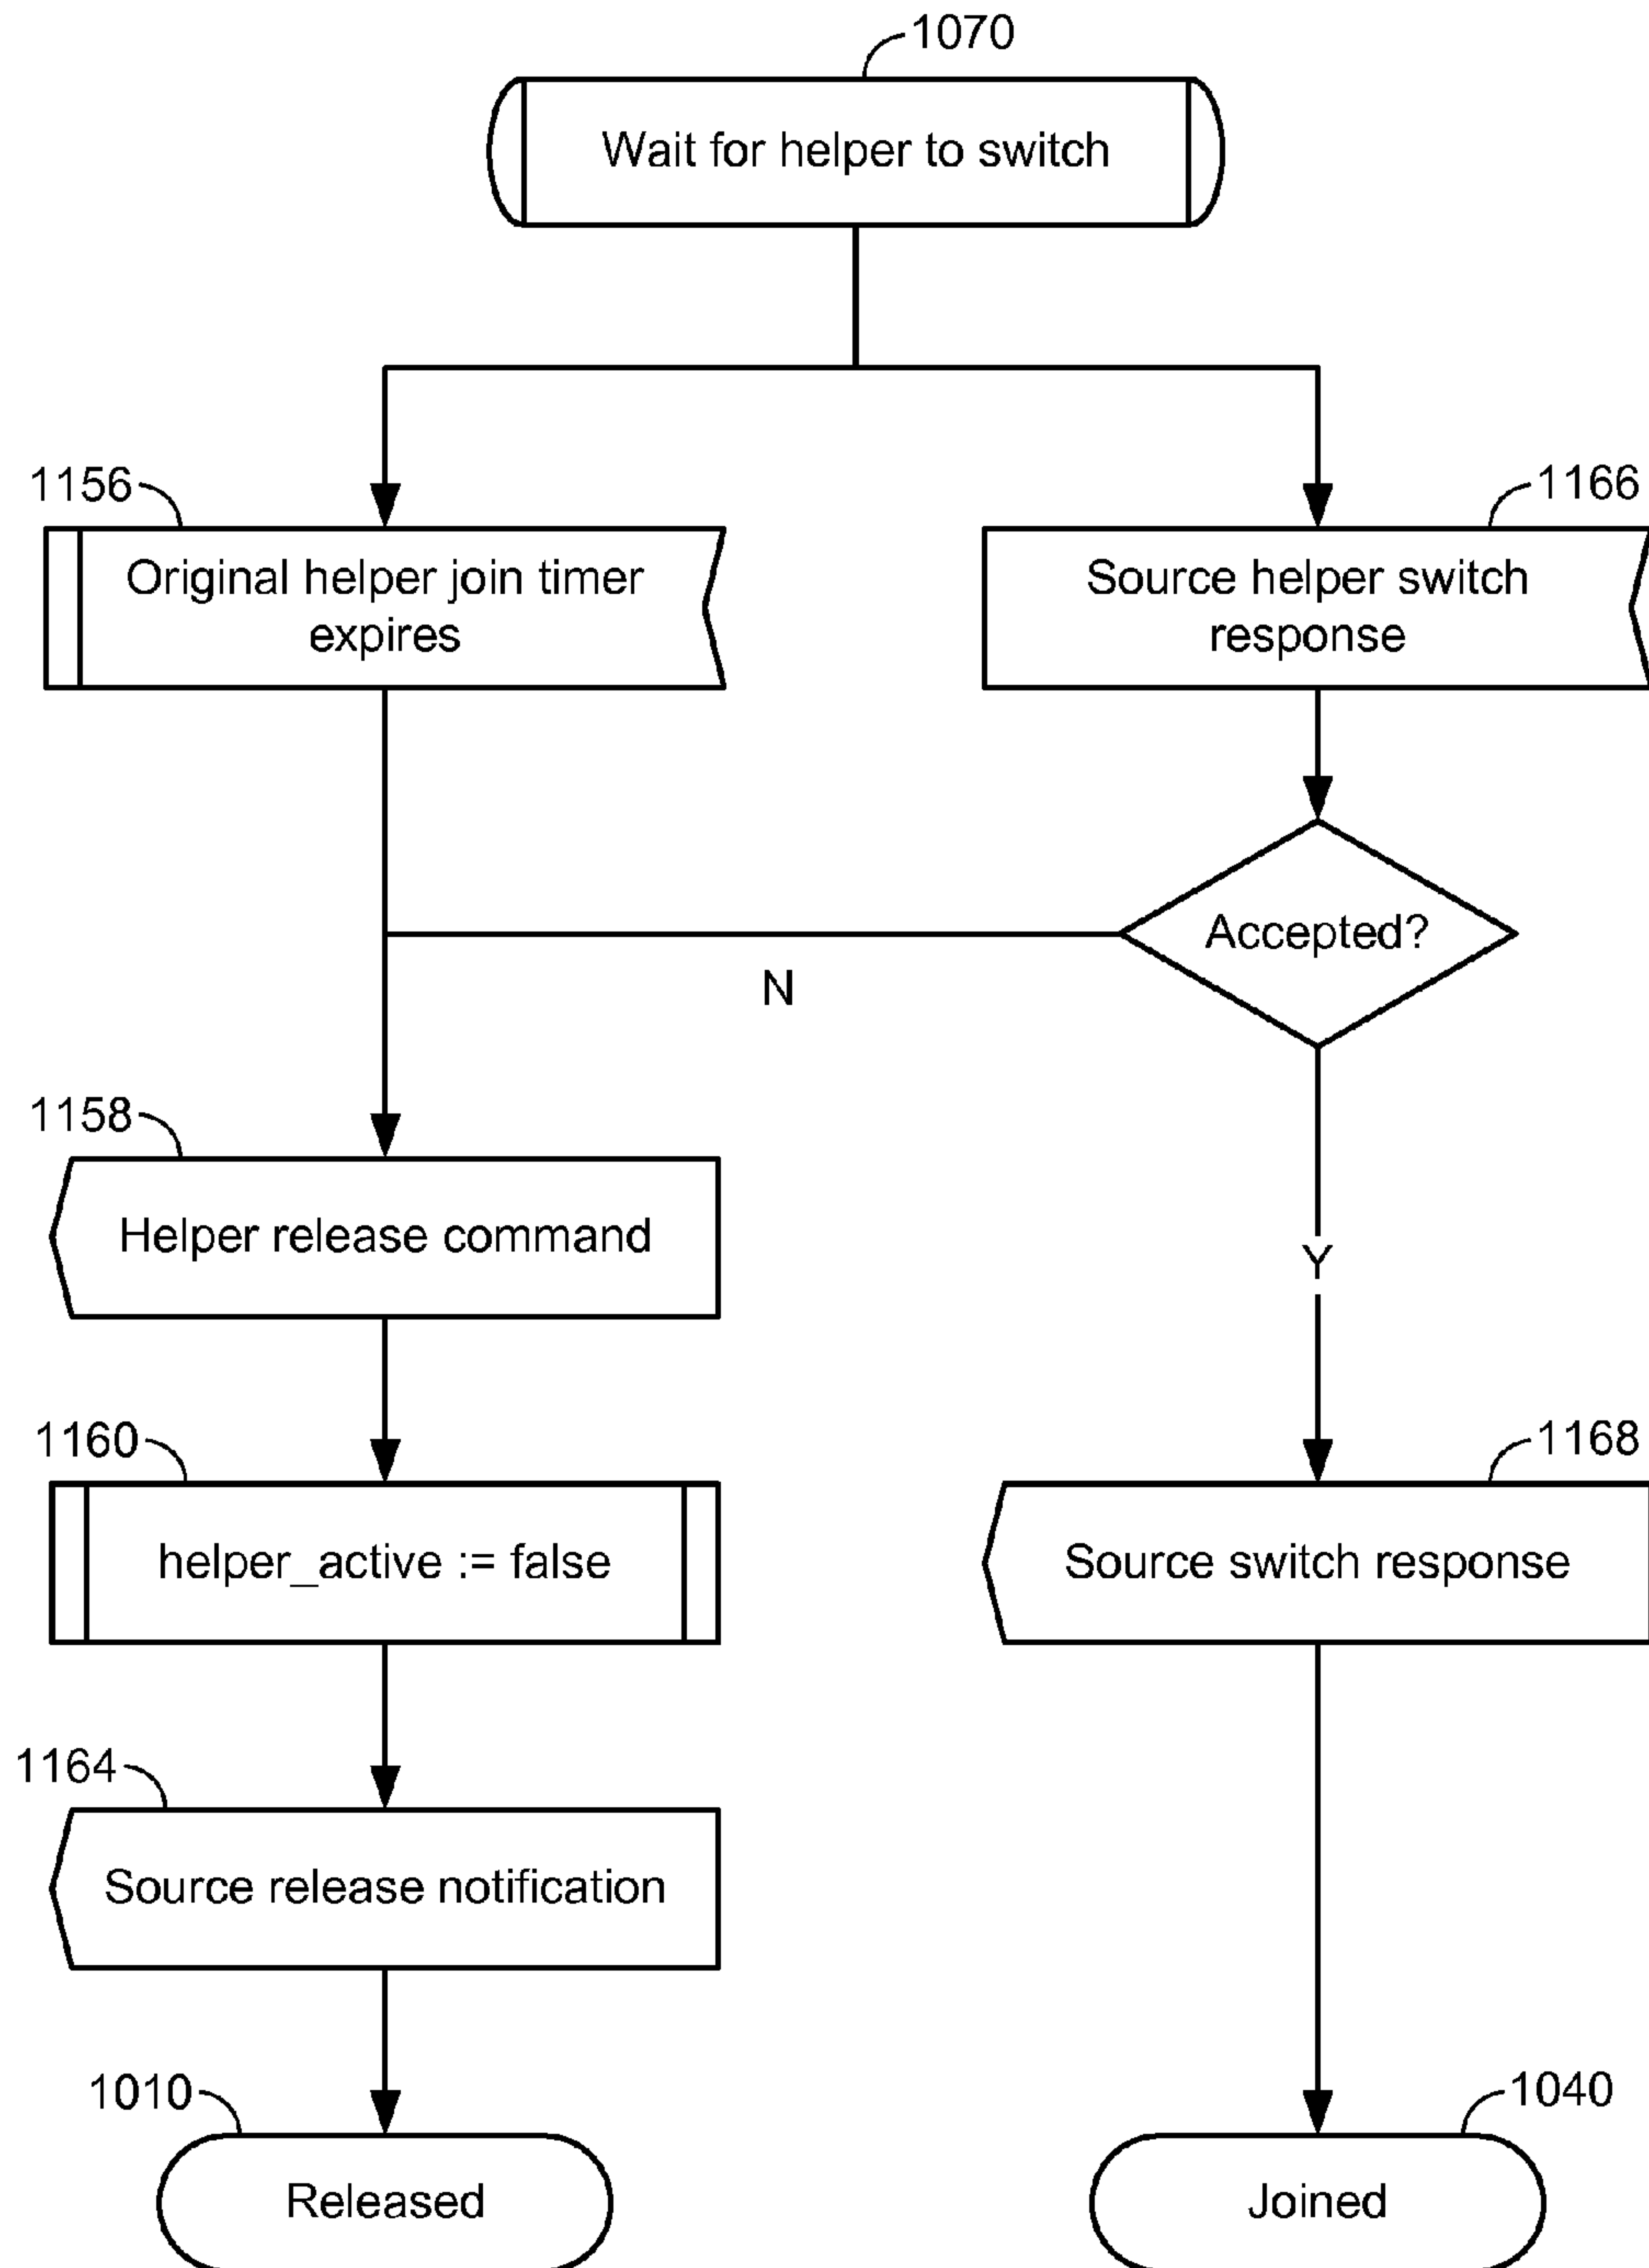 1070
Wait for helper to switch
1156
1166
Original helper join timer
expires
Source helper switch
response
Accepted?
N
1158
Helper release command
Y
1160
1168
helper_active := false
Source switch response
1164
Source release notification
1010
1040
Released
Joined